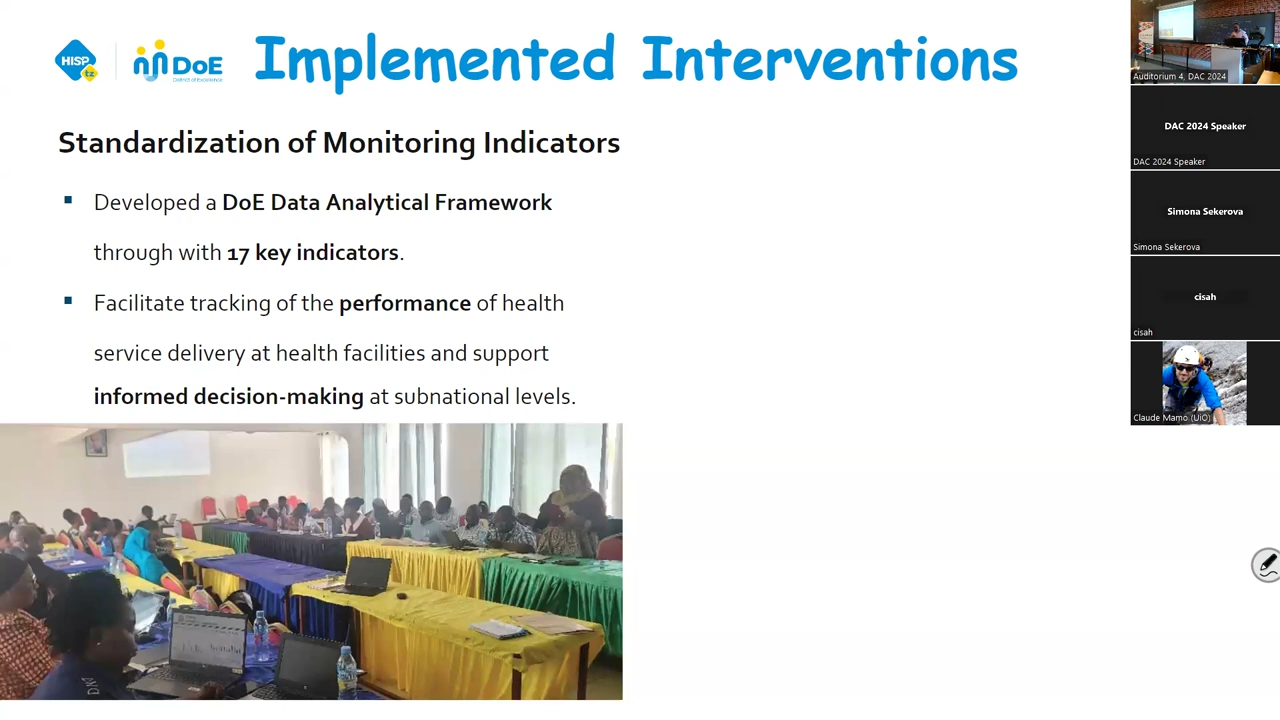 HISP
tz
DoE
District of Excellence
Implemented Interventions
Standardization of Monitoring Indicators
Developed a DoE Data Analytical Framework
through with 17 key indicators.
Facilitate tracking of the performance of health
service delivery at health facilities and support
informed decision-making at subnational levels.
Auditorium 4, DAC 2024
DAC 2024 Speaker
DAC 2024 Speaker
Simona Sekerova
Simona Sekerova
cisah
cisah
Claude Mamo (UiO)